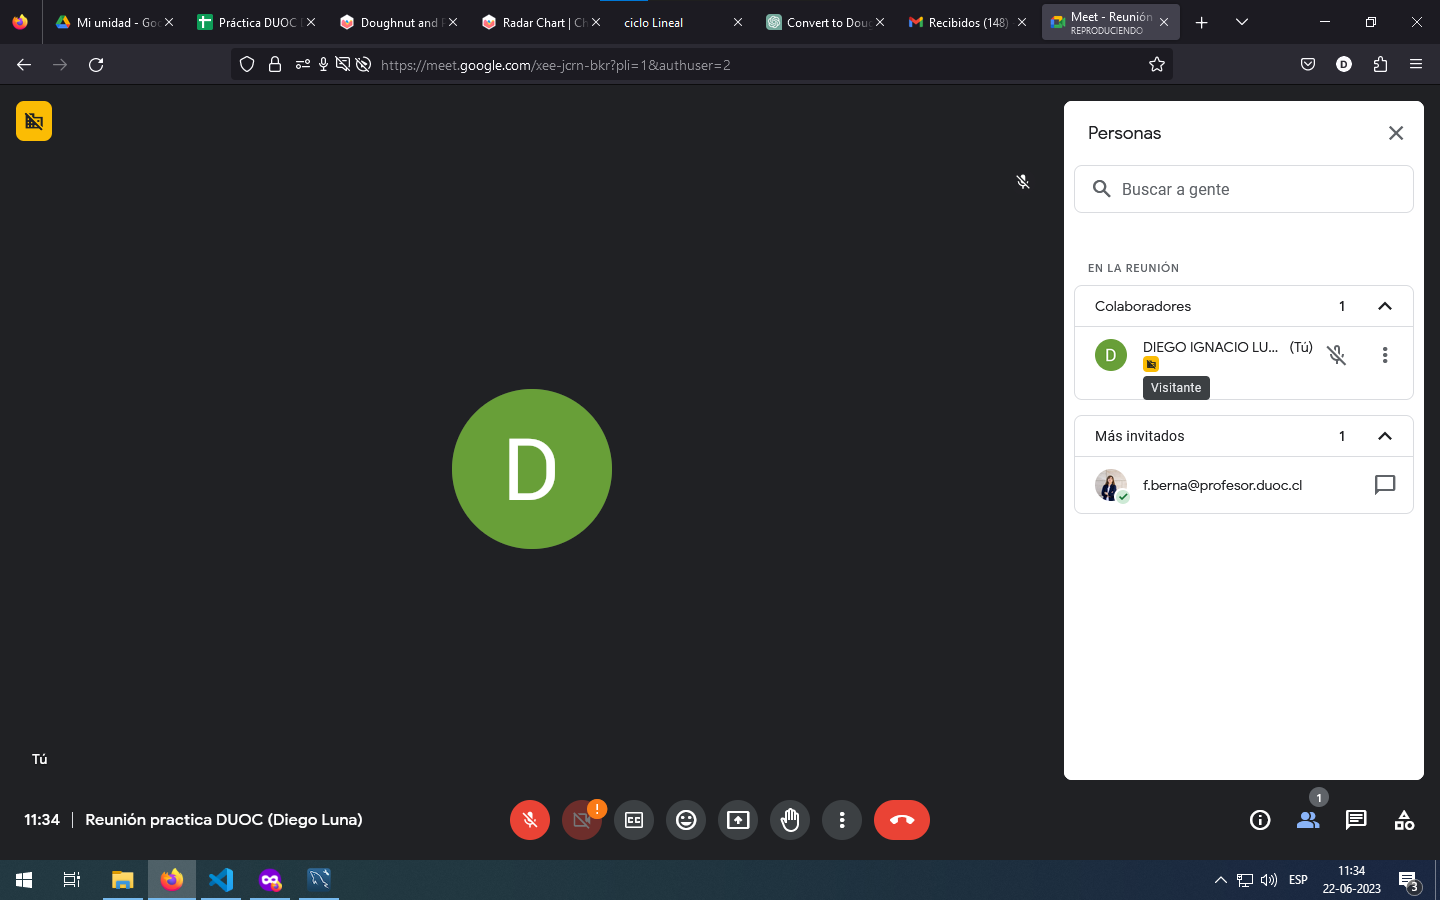 Mi unidad - Goo
Práctica DUOC D
Doughnut and P
Radar Chart | Ch
ciclo Lineal
Convert to Doug
Recibidos (148)
Meet - Reunión
REPRODUCIENDO
https://meet.google.com/xee-jcrn-bkr?pli=1&authuser=2
D
Personas
Buscar a gente
EN LA REUNIÓN
Colaboradores 1
D
DIEGO IGNACIO LU... (Tú)
Visitante
Más invitados 1
f.berna@profesor.duoc.cl
D
Tú
11:34 | Reunión practica DUOC (Diego Luna)
!
CC
1
ESP
11:34
22-06-2023
3